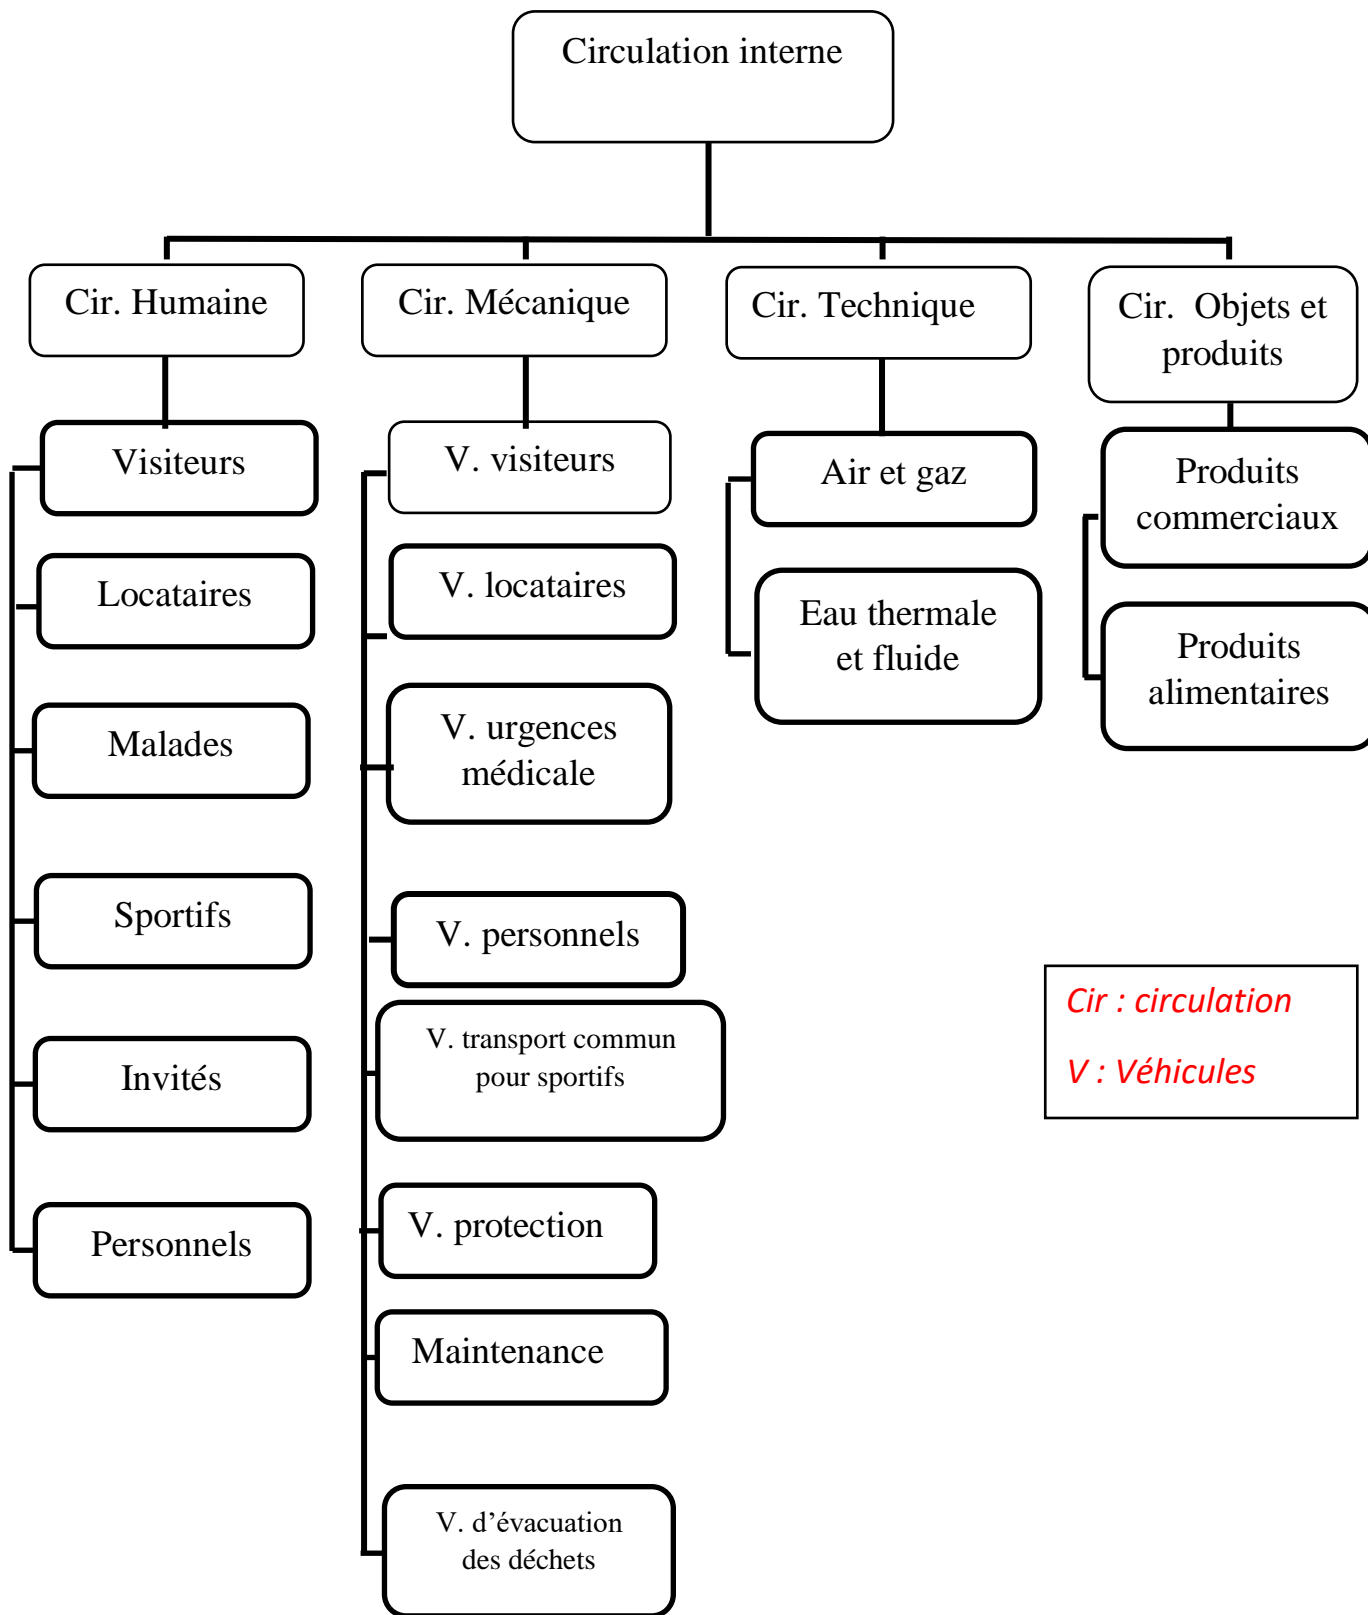 Circulation interne
Cir. Humaine
Cir. Mécanique
Cir. Technique
Cir. Objets et
produits
Visiteurs
Locataires
Malades
Sportifs
Invités
Personnels
V. visiteurs
V. locataires
V. urgences
médicale
V. personnels
V. transport commun
pour sportifs
V. protection
Maintenance
V. d’évacuation
des déchets
Air et gaz
Eau thermale
et fluide
Produits
commerciaux
Produits
alimentaires
Cir : circulation
V : Véhicules